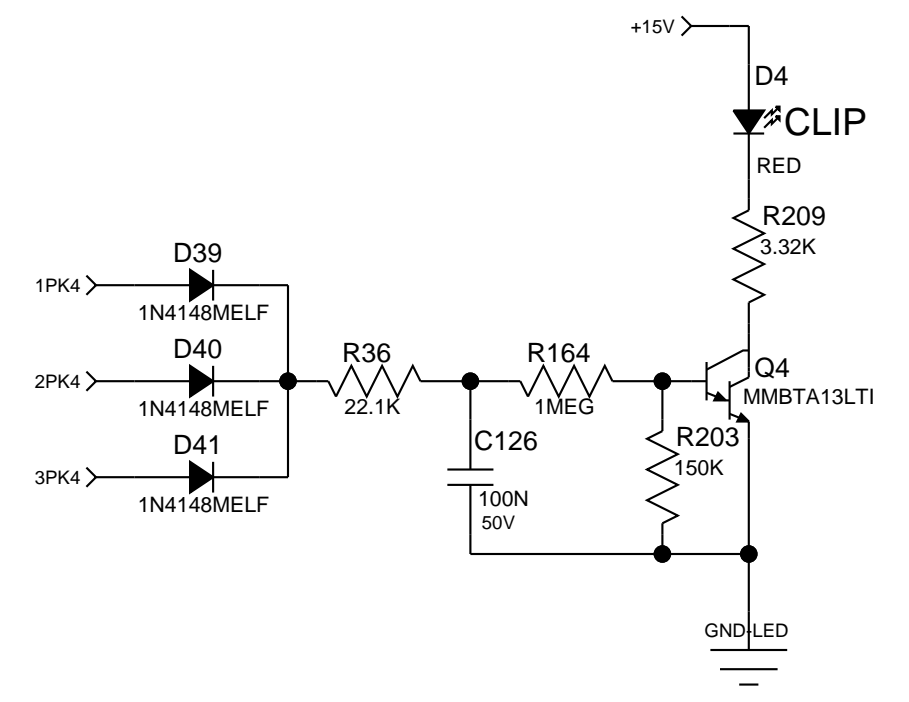 +15V
D4
CLIP
RED
R209
3.32K
D39
1PK4
1N4148MELF
D40
2PK4
1N4148MELF
D41
3PK4
1N4148MELF
R36
22.1K
R164
1MEG
C126
100N
50V
Q4
MMBTA13LTI
R203
150K
GND-LED